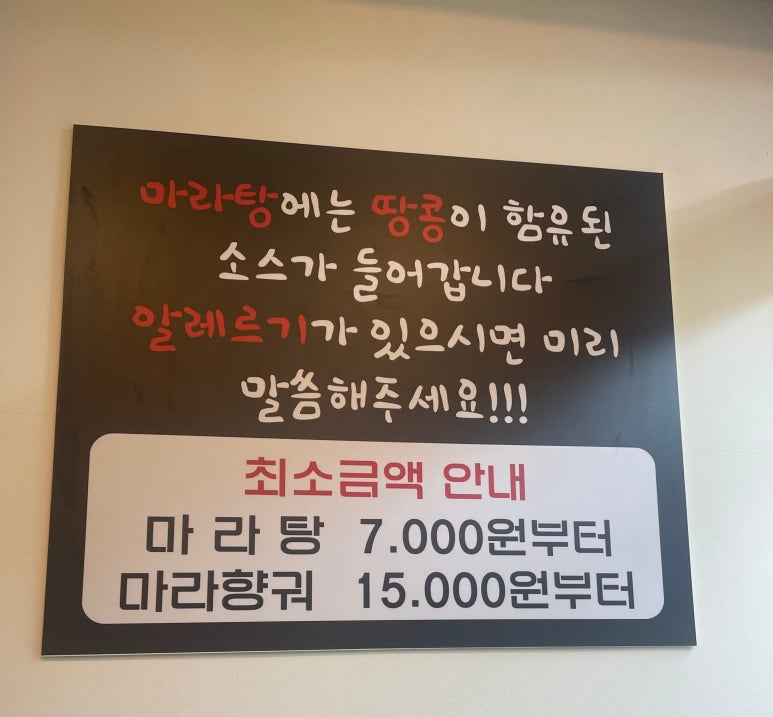 마라탕에는 땅콩이 함유된
소스가 들어갑니다
알레르기가 있으시면 미리
말씀해주세요!!!
최소금액 안내
마라탕 7.000원부터
마라향궈 15.000원부터